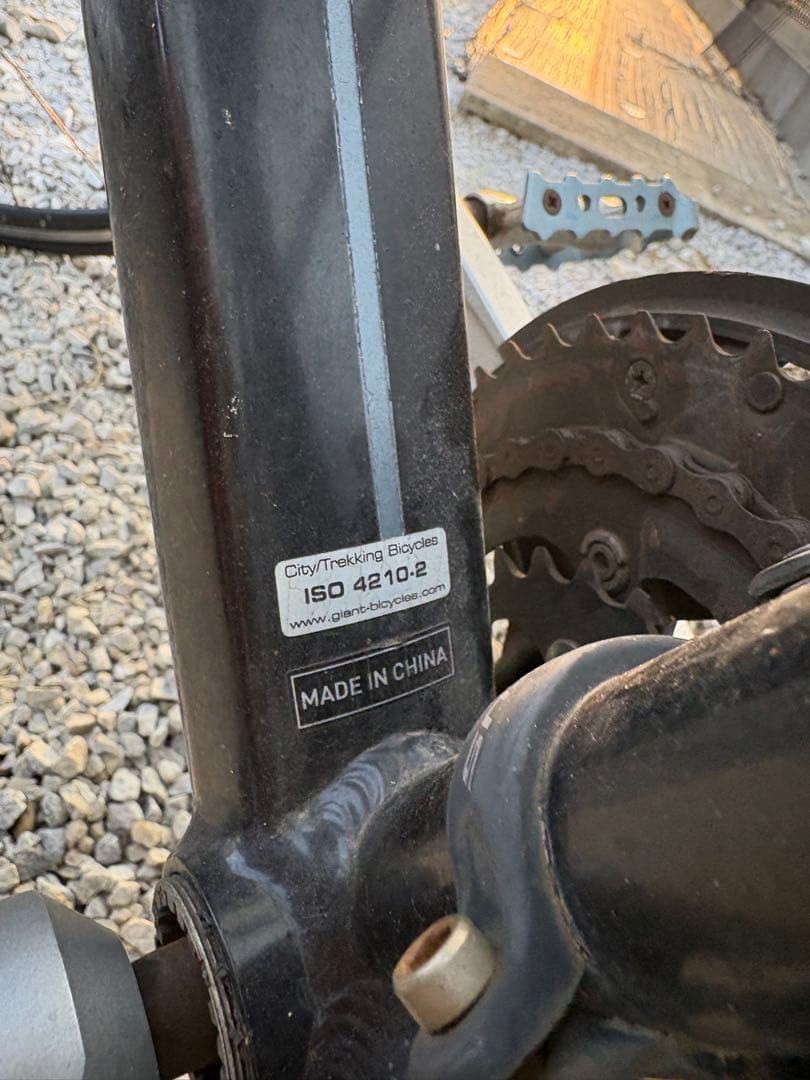 City/Trekking Bicycles
ISO 4210-2
www.giant-bicycles.com
MADE IN CHINA